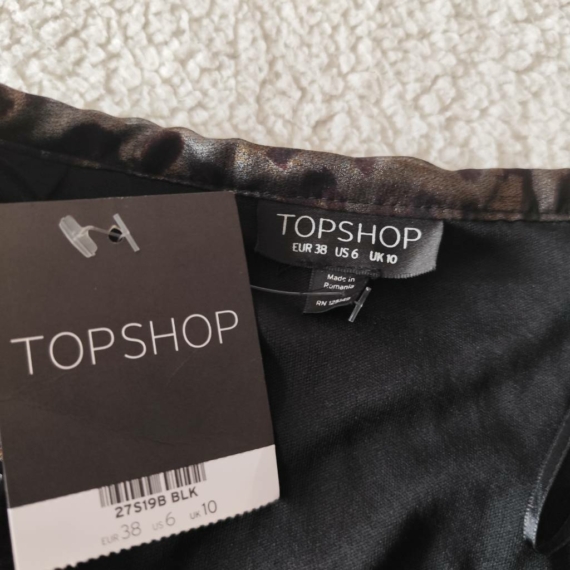 TOPSHOP
EUR 38 US 6 UK 10
Made in
Romania
TOPSHOP
27S19B BLK
EUR 38 US 6 UK 10